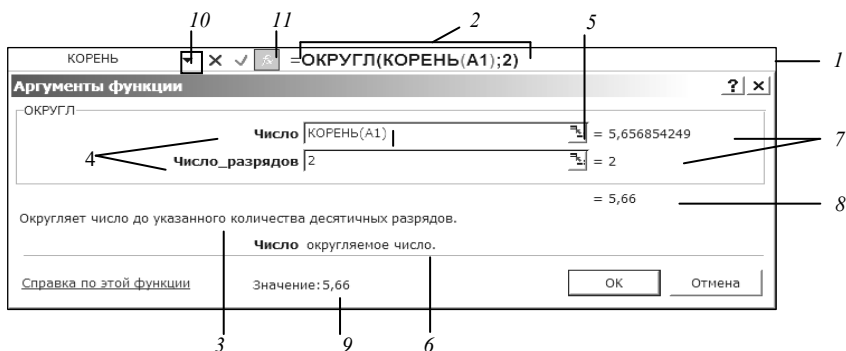 10 11 2 5
КОРЕНЬ =ОКРУГЛ(КОРЕНЬ(A1);2) 1
Аргументы функции ? ×
ОКРУГЛ
Число КОРЕНЬ(A1) = 5,656854249
4 7
Число_разрядов 2 = 2
= 5,66 8
Округляет число до указанного количества десятичных разрядов.
Число округляемое число.
Справка по этой функции Значение:5,66 ОК Отмена
3 9 6